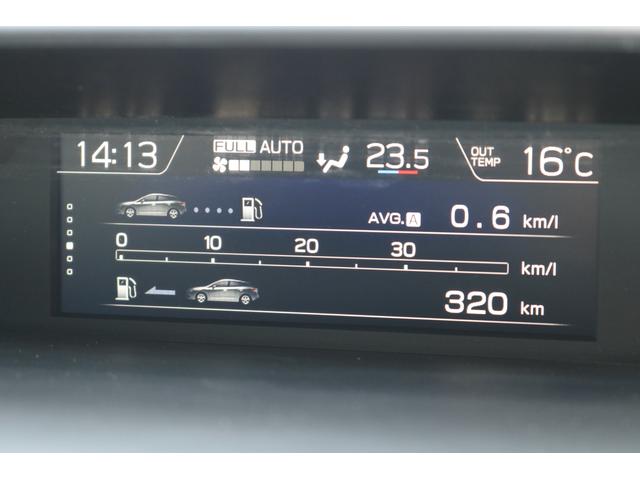 14:13 FULL AUTO 23.5 OUT TEMP 16°C
AVG.A 0.6 km/l
0 10 20 30 km/l
320 km